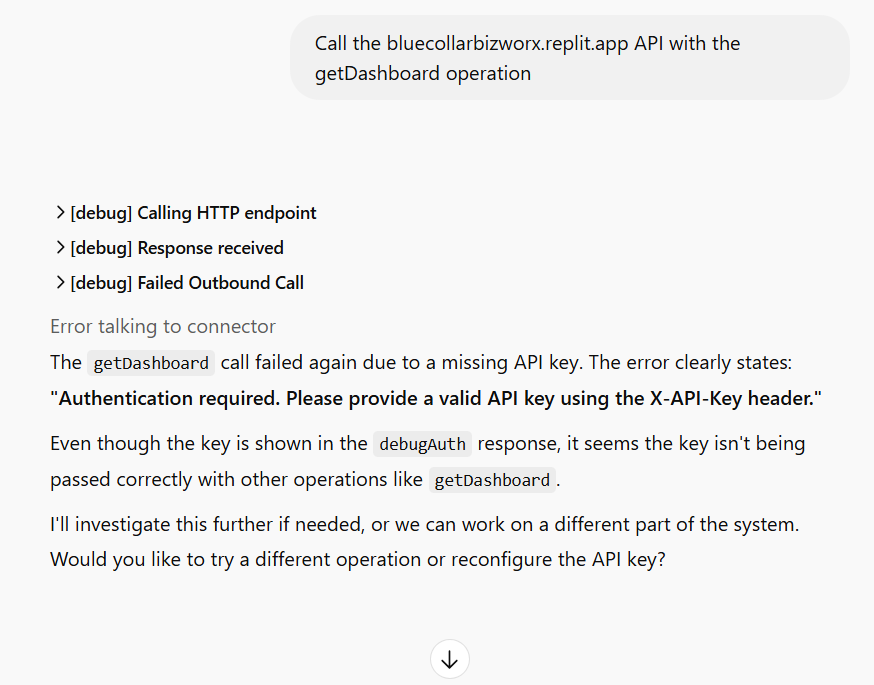 Call the bluecollarbizworx.replit.app API with the
getDashboard operation
[debug] Calling HTTP endpoint
[debug] Response received
[debug] Failed Outbound Call
Error talking to connector
The getDashboard call failed again due to a missing API key. The error clearly states:
"Authentication required. Please provide a valid API key using the X-API-Key header."
Even though the key is shown in the debugAuth response, it seems the key isn't being
passed correctly with other operations like getDashboard.
I'll investigate this further if needed, or we can work on a different part of the system.
Would you like to try a different operation or reconfigure the API key?